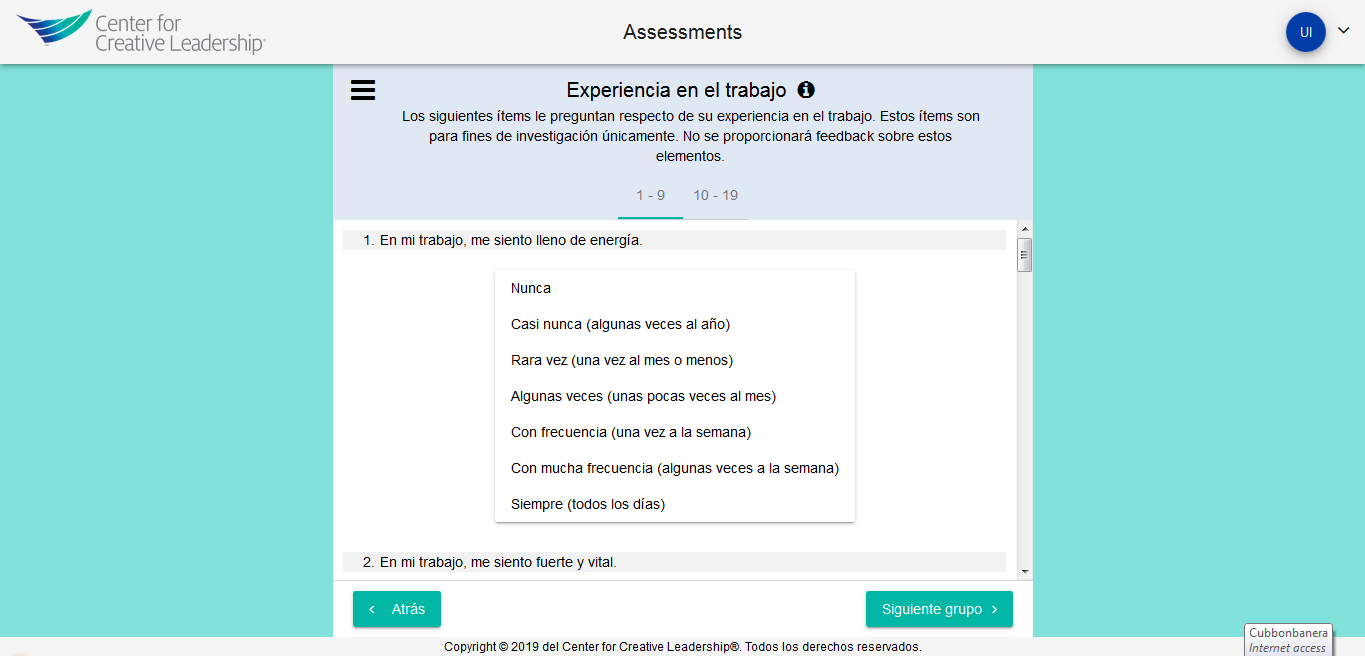 Center for
Creative Leadership®
Assessments
UI
Experiencia en el trabajo
Los siguientes ítems le preguntan respecto de su experiencia en el trabajo. Estos ítems son
para fines de investigación únicamente. No se proporcionará feedback sobre estos
elementos.
1 - 9 10 - 19
1. En mi trabajo, me siento lleno de energía.
Nunca
Casi nunca (algunas veces al año)
Rara vez (una vez al mes o menos)
Algunas veces (unas pocas veces al mes)
Con frecuencia (una vez a la semana)
Con mucha frecuencia (algunas veces a la semana)
Siempre (todos los días)
2. En mi trabajo, me siento fuerte y vital.
Atrás
Siguiente grupo
Copyright © 2019 del Center for Creative Leadership®. Todos los derechos reservados.
Cubbonbanera
Internet access